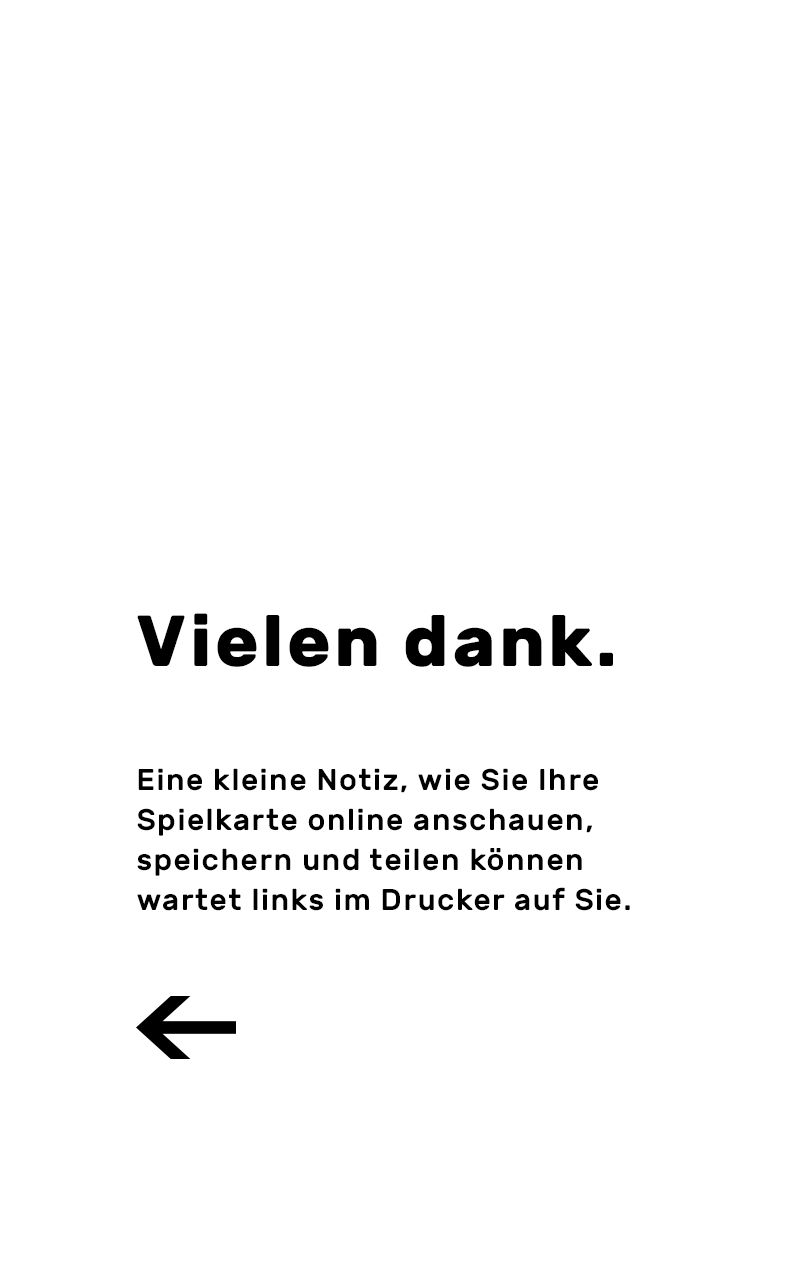 Vielen dank.
Eine kleine Notiz, wie Sie Ihre
Spielkarte online anschauen,
speichern und teilen können
wartet links im Drucker auf Sie.